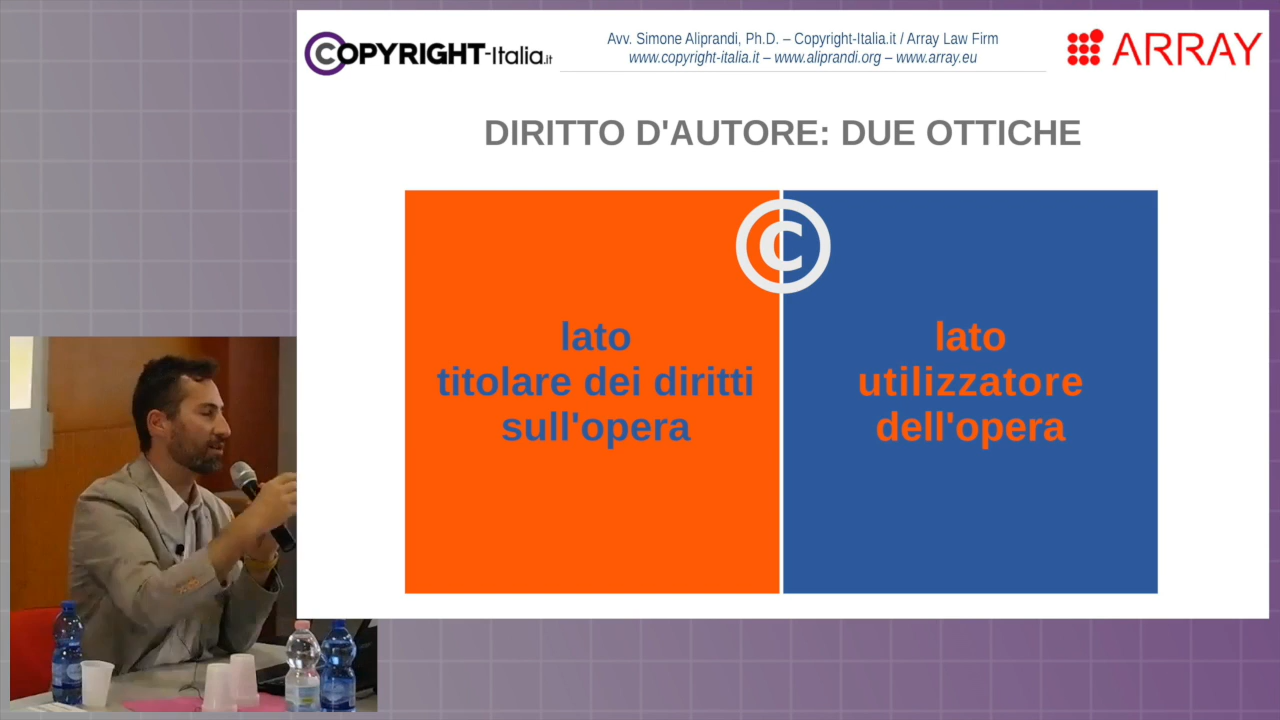 COPYRIGHT-Italia.it
Avv. Simone Aliprandi, Ph.D. – Copyright-Italia.it / Array Law Firm
www.copyright-italia.it – www.aliprandi.org – www.array.eu
ARRAY
DIRITTO D'AUTORE: DUE OTTICHE
©
lato
titolare dei diritti
sull'opera
lato
utilizzatore
dell'opera